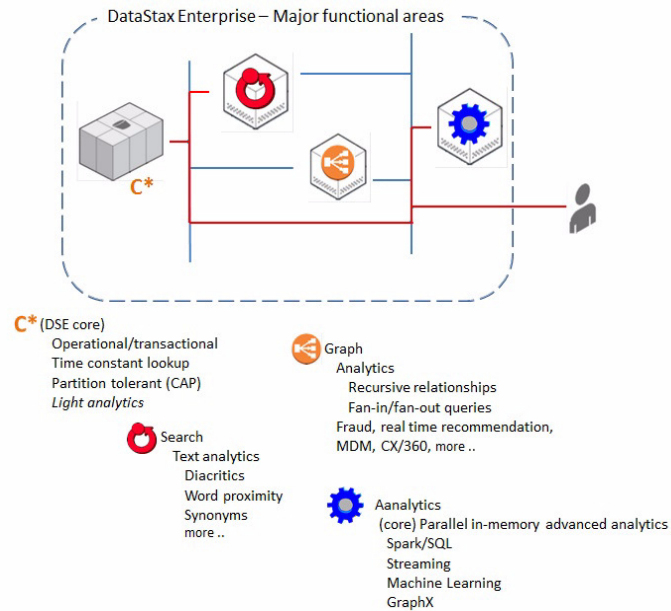 DataStax Enterprise – Major functional areas
C*
C* (DSE core)
Operational/transactional
Time constant lookup
Partition tolerant (CAP)
Light analytics
Graph
Analytics
Recursive relationships
Fan-in/fan-out queries
Fraud, real time recommendation,
MDM, CX/360, more ..
Search
Text analytics
Diacritics
Word proximity
Synonyms
more ..
Aanalytics
(core) Parallel in-memory advanced analytics
Spark/SQL
Streaming
Machine Learning
GraphX